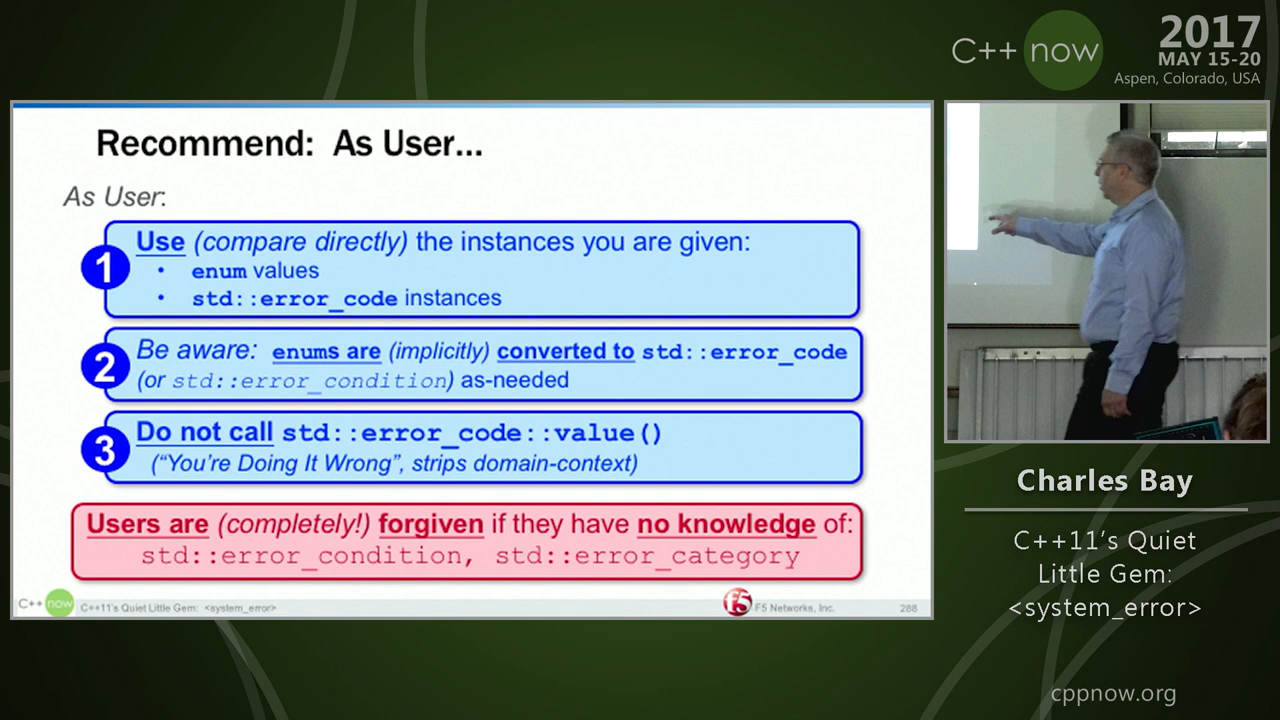 C++ now
2017
MAY 15-20
Aspen, Colorado, USA
Recommend: As User...
As User:
1 Use (compare directly) the instances you are given:
• enum values
• std::error_code instances
2 Be aware: enums are (implicitly) converted to std::error_code
(or std::error_condition) as-needed
3 Do not call std::error_code::value()
(“You’re Doing It Wrong”, strips domain-context)
Users are (completely!) forgiven if they have no knowledge of:
std::error_condition, std::error_category
C++ now C++11’s Quiet Little Gem: <system_error> F5 F5 Networks, Inc. 288
Charles Bay
C++11’s Quiet
Little Gem:
<system_error>
cppnow.org